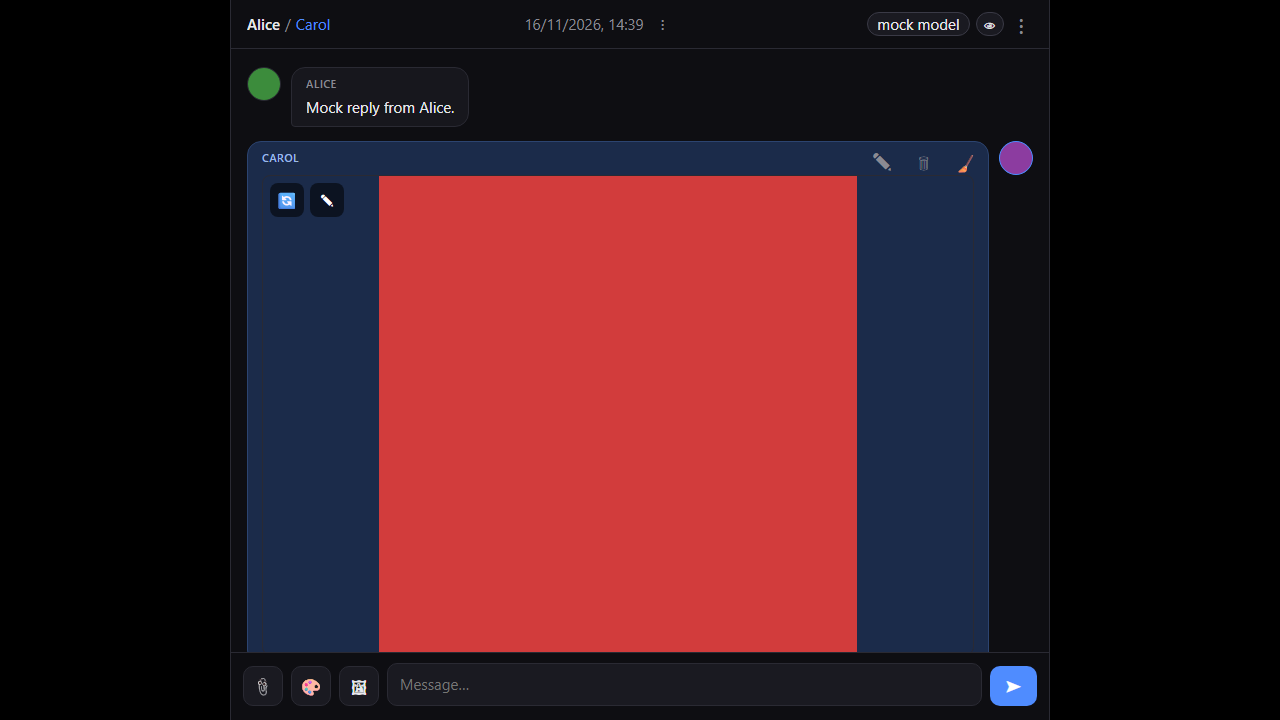 Alice / Carol
16/11/2026, 14:39
mock model
ALICE
Mock reply from Alice.
CAROL
Message...